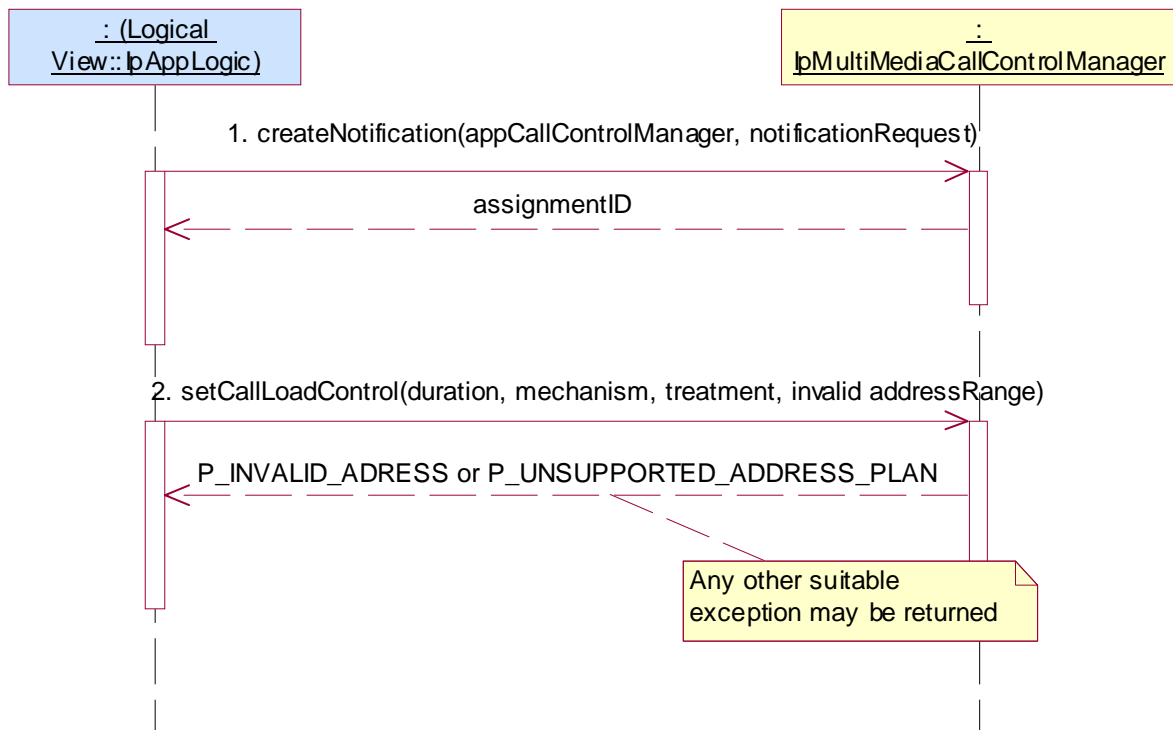 : (Logical
View::IpAppLogic)
:
IpMultiMediaCallControlManager
1. createNotification(appCallControlManager, notificationRequest)
assignmentID
2. setCallLoadControl(duration, mechanism, treatment, invalid addressRange)
P_INVALID_ADRESS or P_UNSUPPORTED_ADDRESS_PLAN
Any other suitable
exception may be returned